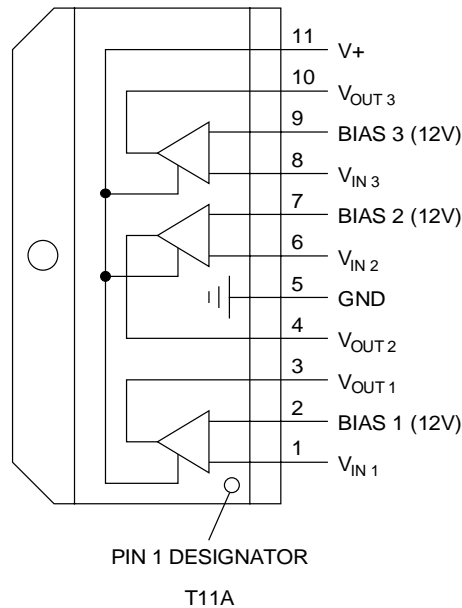 11 V+
10 VOUT 3
9 BIAS 3 (12V)
8 VIN 3
7 BIAS 2 (12V)
6 VIN 2
5 GND
4 VOUT 2
3 VOUT 1
2 BIAS 1 (12V)
1 VIN 1
PIN 1 DESIGNATOR
T11A